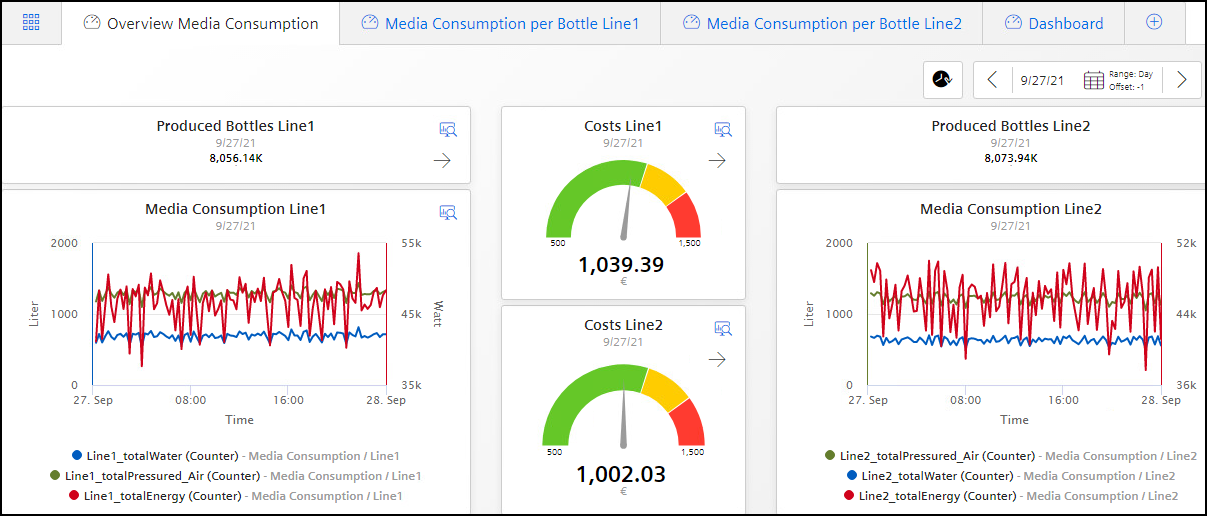 Overview Media Consumption
Media Consumption per Bottle Line1
Media Consumption per Bottle Line2
Dashboard
9/27/21
Range: Day
Offset: -1
Produced Bottles Line1
9/27/21
8,056.14K
Costs Line1
9/27/21
500
1,500
1,039.39
€
Produced Bottles Line2
9/27/21
8,073.94K
Media Consumption Line1
9/27/21
2000
1000
0
Liter
55k
45k
35k
Watt
27. Sep
08:00
16:00
28. Sep
Time
Line1_totalWater (Counter) - Media Consumption / Line1
Line1_totalPressured_Air (Counter) - Media Consumption / Line1
Line1_totalEnergy (Counter) - Media Consumption / Line1
Costs Line2
9/27/21
500
1,500
1,002.03
€
Media Consumption Line2
9/27/21
2000
1000
0
Liter
52k
44k
36k
27. Sep
08:00
16:00
28. Sep
Time
Line2_totalPressured_Air (Counter) - Media Consumption / Line2
Line2_totalWater (Counter) - Media Consumption / Line2
Line2_totalEnergy (Counter) - Media Consumption / Line2